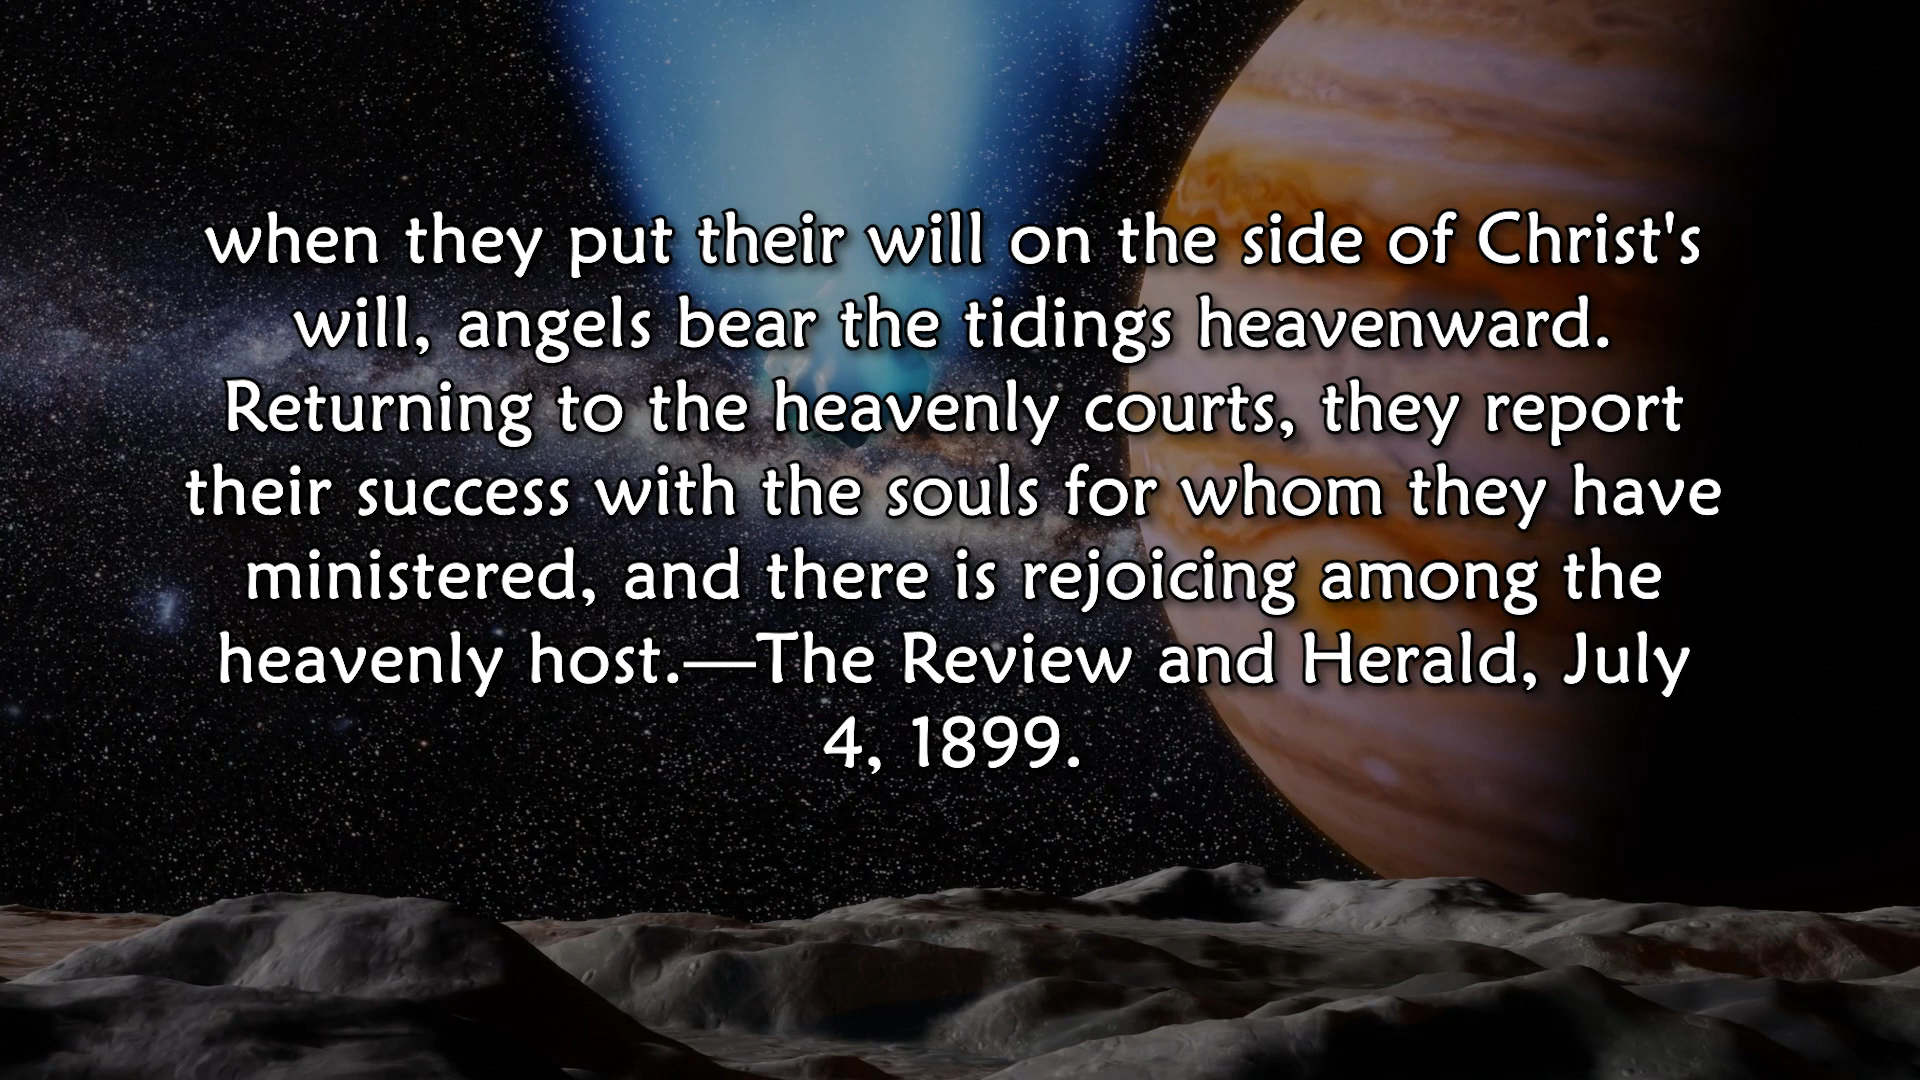 when they put their will on the side of Christ's
will, angels bear the tidings heavenward.
Returning to the heavenly courts, they report
their success with the souls for whom they have
ministered, and there is rejoicing among the
heavenly host.—The Review and Herald, July
4, 1899.